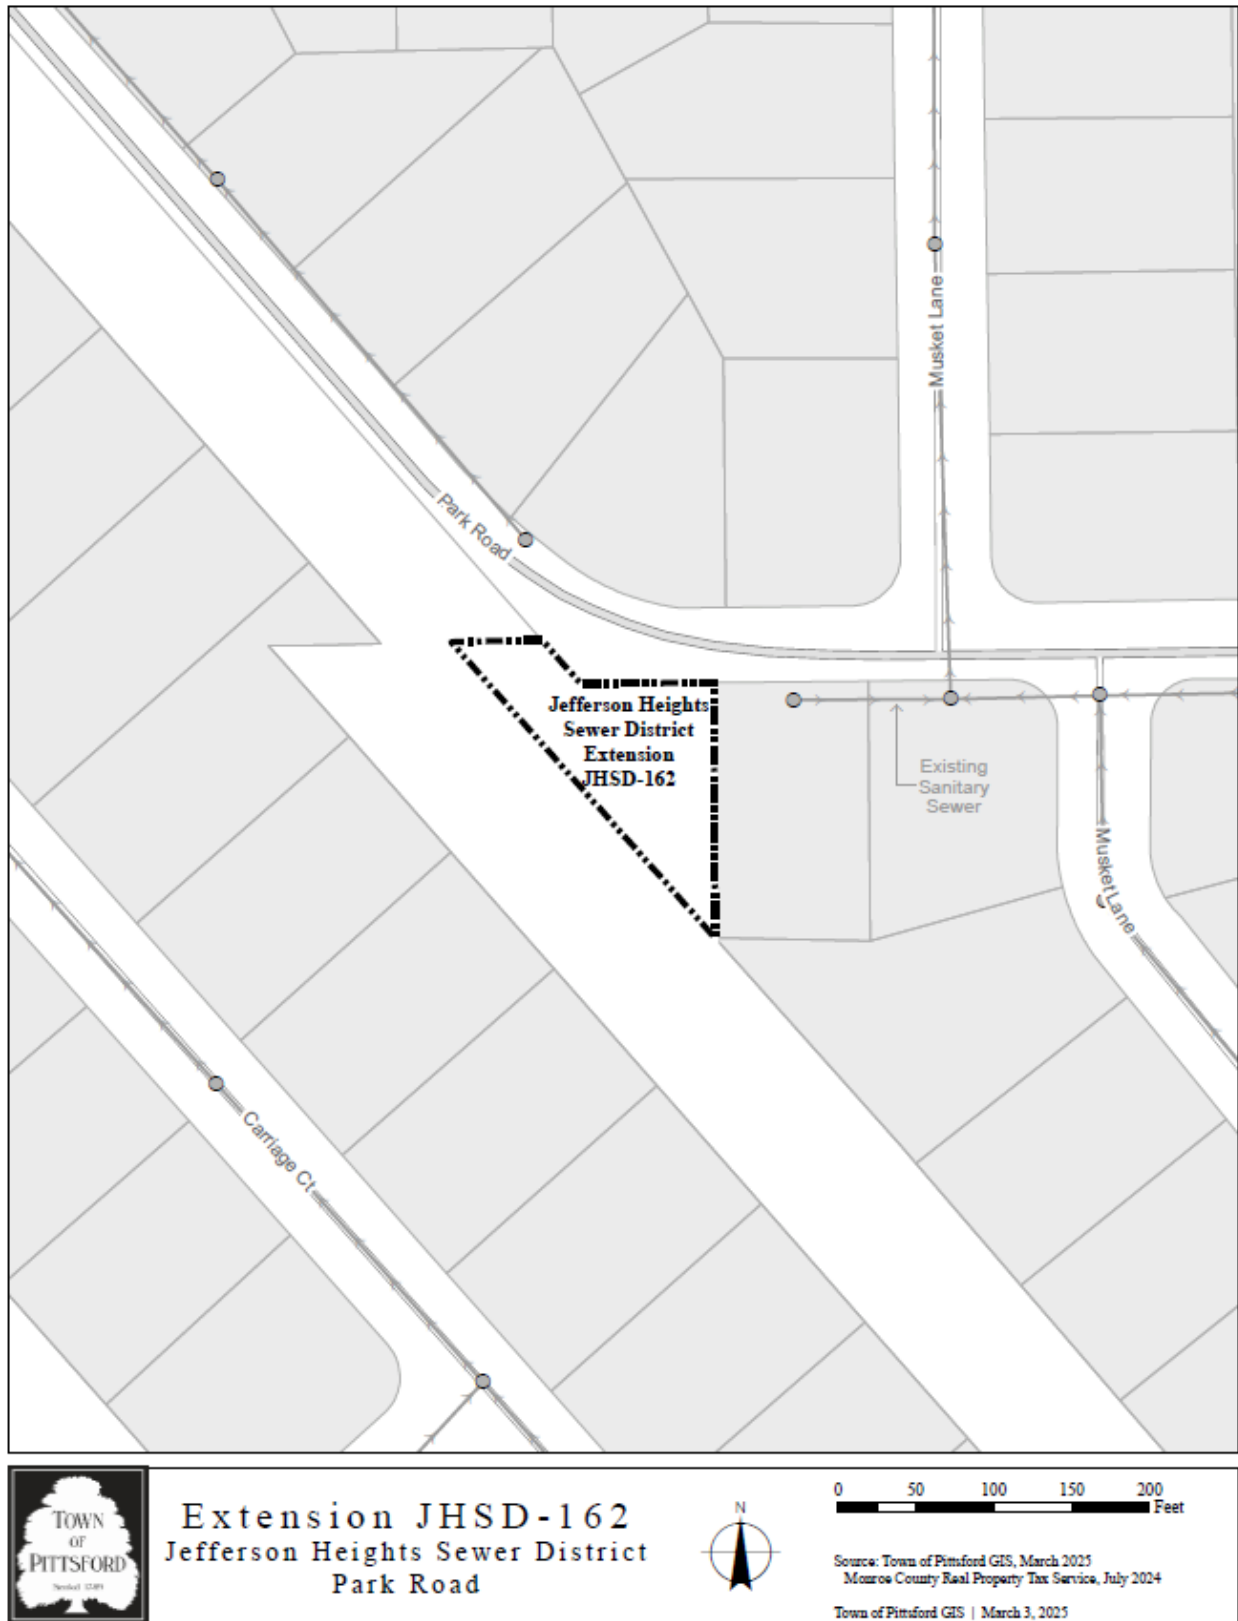 Musket Lane
Park Road
Jefferson Heights
Sewer District
Extension
JHSD-162
Existing
Sanitary
Sewer
Musket Lane
Carriage Ct
TOWN
OF
PITTSFORD
Extension JHSD-162
Jefferson Heights Sewer District
Park Road
N
0 50 100 150 200
Feet
Source: Town of Pittsford GIS, March 2025
Monroe County Real Property Tax Service, July 2024
Town of Pittsford GIS | March 3, 2025